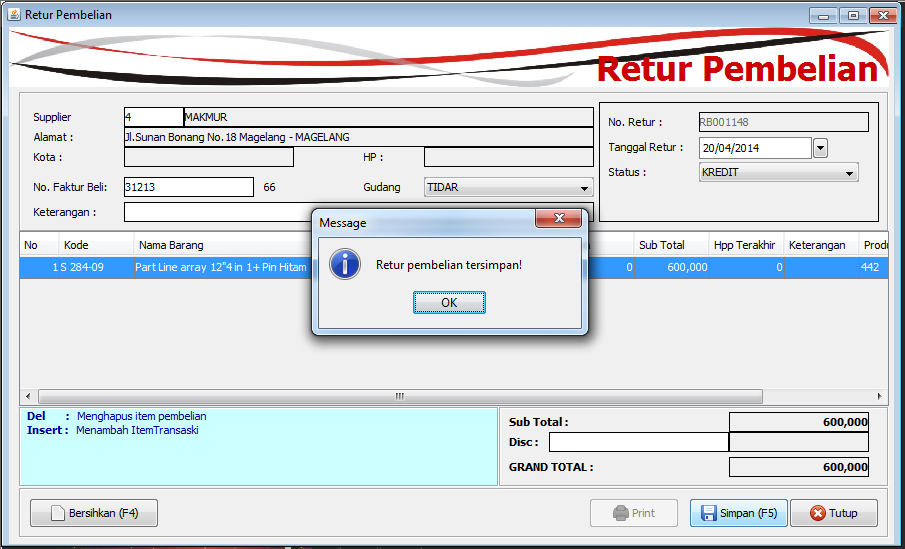 Retur Pembelian
Retur Pembelian
Supplier 4 MAKMUR
Alamat : Jl.Sunan Bonang No.18 Magelang - MAGELANG
Kota : HP :
No. Faktur Beli: 31213 66 Gudang TIDAR
Keterangan :
No. Retur : RB001148
Tanggal Retur : 20/04/2014
Status : KREDIT
Message
Retur pembelian tersimpan!
OK
No Kode Nama Barang Sub Total Hpp Terakhir Keterangan Produ
1 S 284-09 Part Line array 12"4 in 1+ Pin Hitam 0 600,000 0 442
Del : Menghapus item pembelian
Insert : Menambah ItemTransaski
Sub Total : 600,000
Disc :
GRAND TOTAL : 600,000
Bersihkan (F4) Print Simpan (F5) Tutup